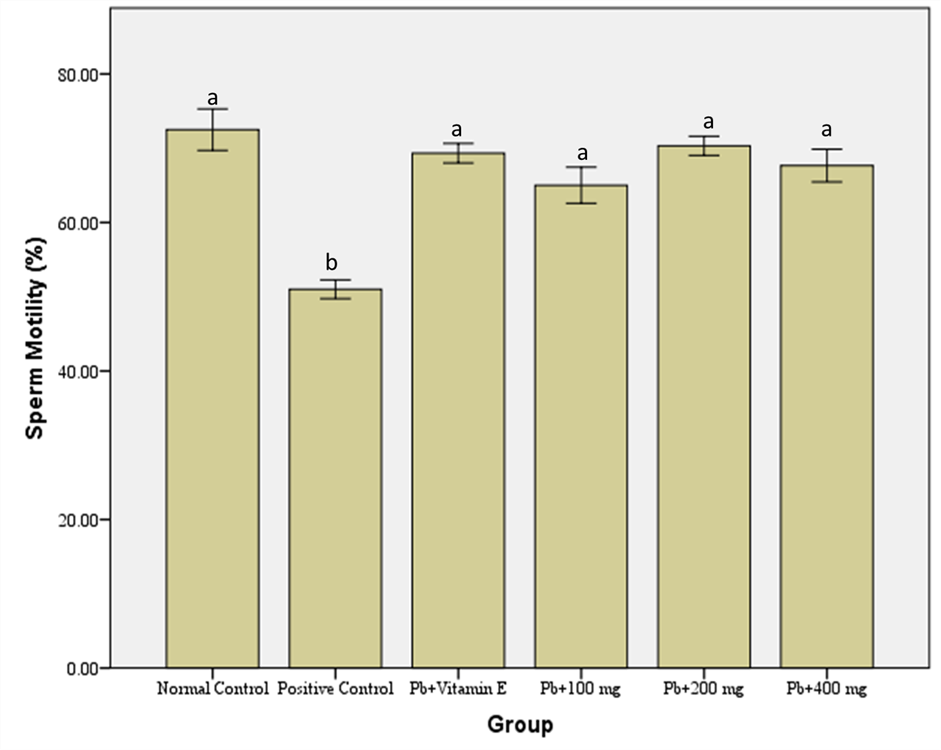 80.00
60.00
40.00
20.00
0.00
Sperm Motility (%)
a
b
a
a
a
a
Normal Control Positive Control Pb+Vitamin E Pb+100 mg Pb+200 mg Pb+400 mg
Group